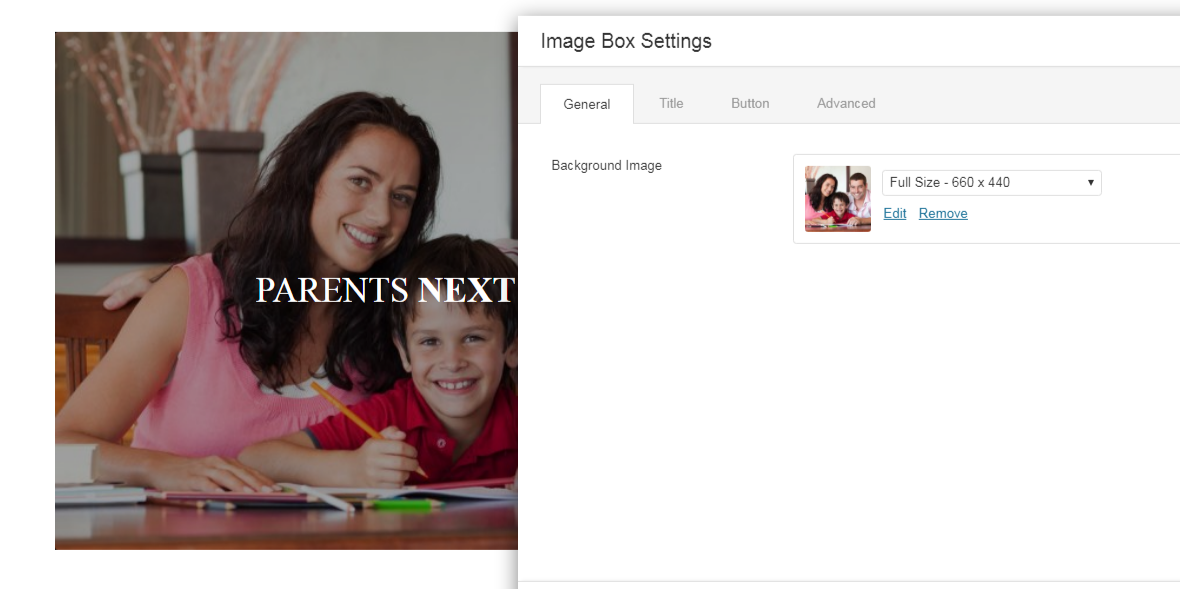 Image Box Settings
General Title Button Advanced
Background Image
Full Size - 660 x 440
Edit Remove
PARENTS NEXT